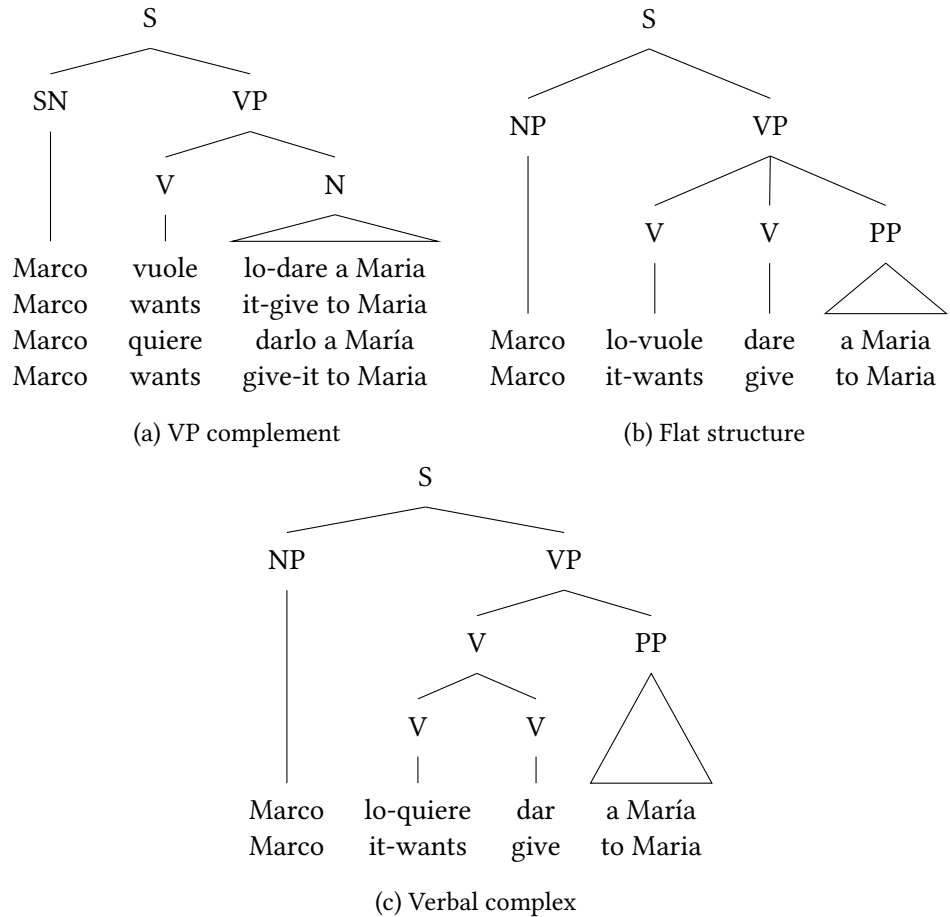 S
SN VP
V N
Marco vuole lo-dare a Maria
Marco wants it-give to Maria
Marco quiere darlo a María
Marco wants give-it to Maria
(a) VP complement
S
NP VP
V V PP
Marco lo-vuole dare a Maria
Marco it-wants give to Maria
(b) Flat structure
S
NP VP
V PP
V V
Marco lo-quiere dar a María
Marco it-wants give to Maria
(c) Verbal complex